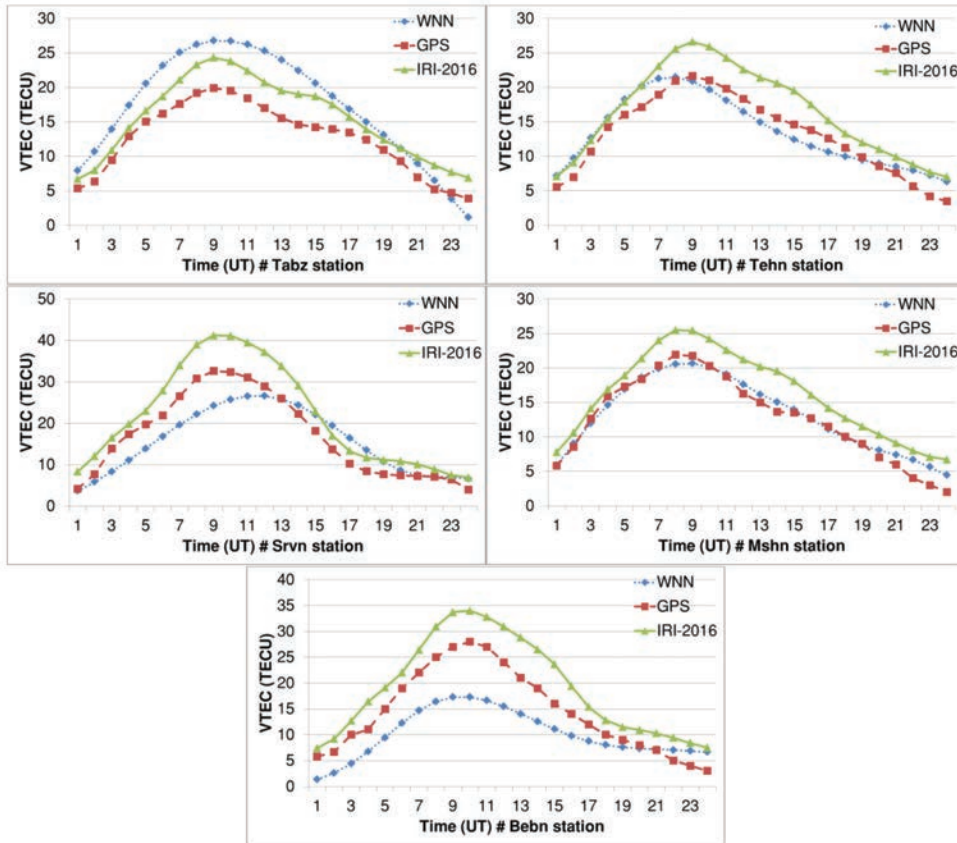 30
25
20
15
10
5
0
VTEC (TECU)
WNN
GPS
IRI-2016
1 3 5 7 9 11 13 15 17 19 21 23
Time (UT) # Tabz station
30
25
20
15
10
5
0
VTEC (TECU)
WNN
GPS
IRI-2016
1 3 5 7 9 11 13 15 17 19 21 23
Time (UT) # Tehn station
50
40
30
20
10
0
VTEC (TECU)
WNN
GPS
IRI-2016
1 3 5 7 9 11 13 15 17 19 21 23
Time (UT) # Srvn station
30
25
20
15
10
5
0
VTEC (TECU)
WNN
GPS
IRI-2016
1 3 5 7 9 11 13 15 17 19 21 23
Time (UT) # Mshn station
40
35
30
25
20
15
10
5
0
VTEC (TECU)
WNN
GPS
IRI-2016
1 3 5 7 9 11 13 15 17 19 21 23
Time (UT) # Bebn station